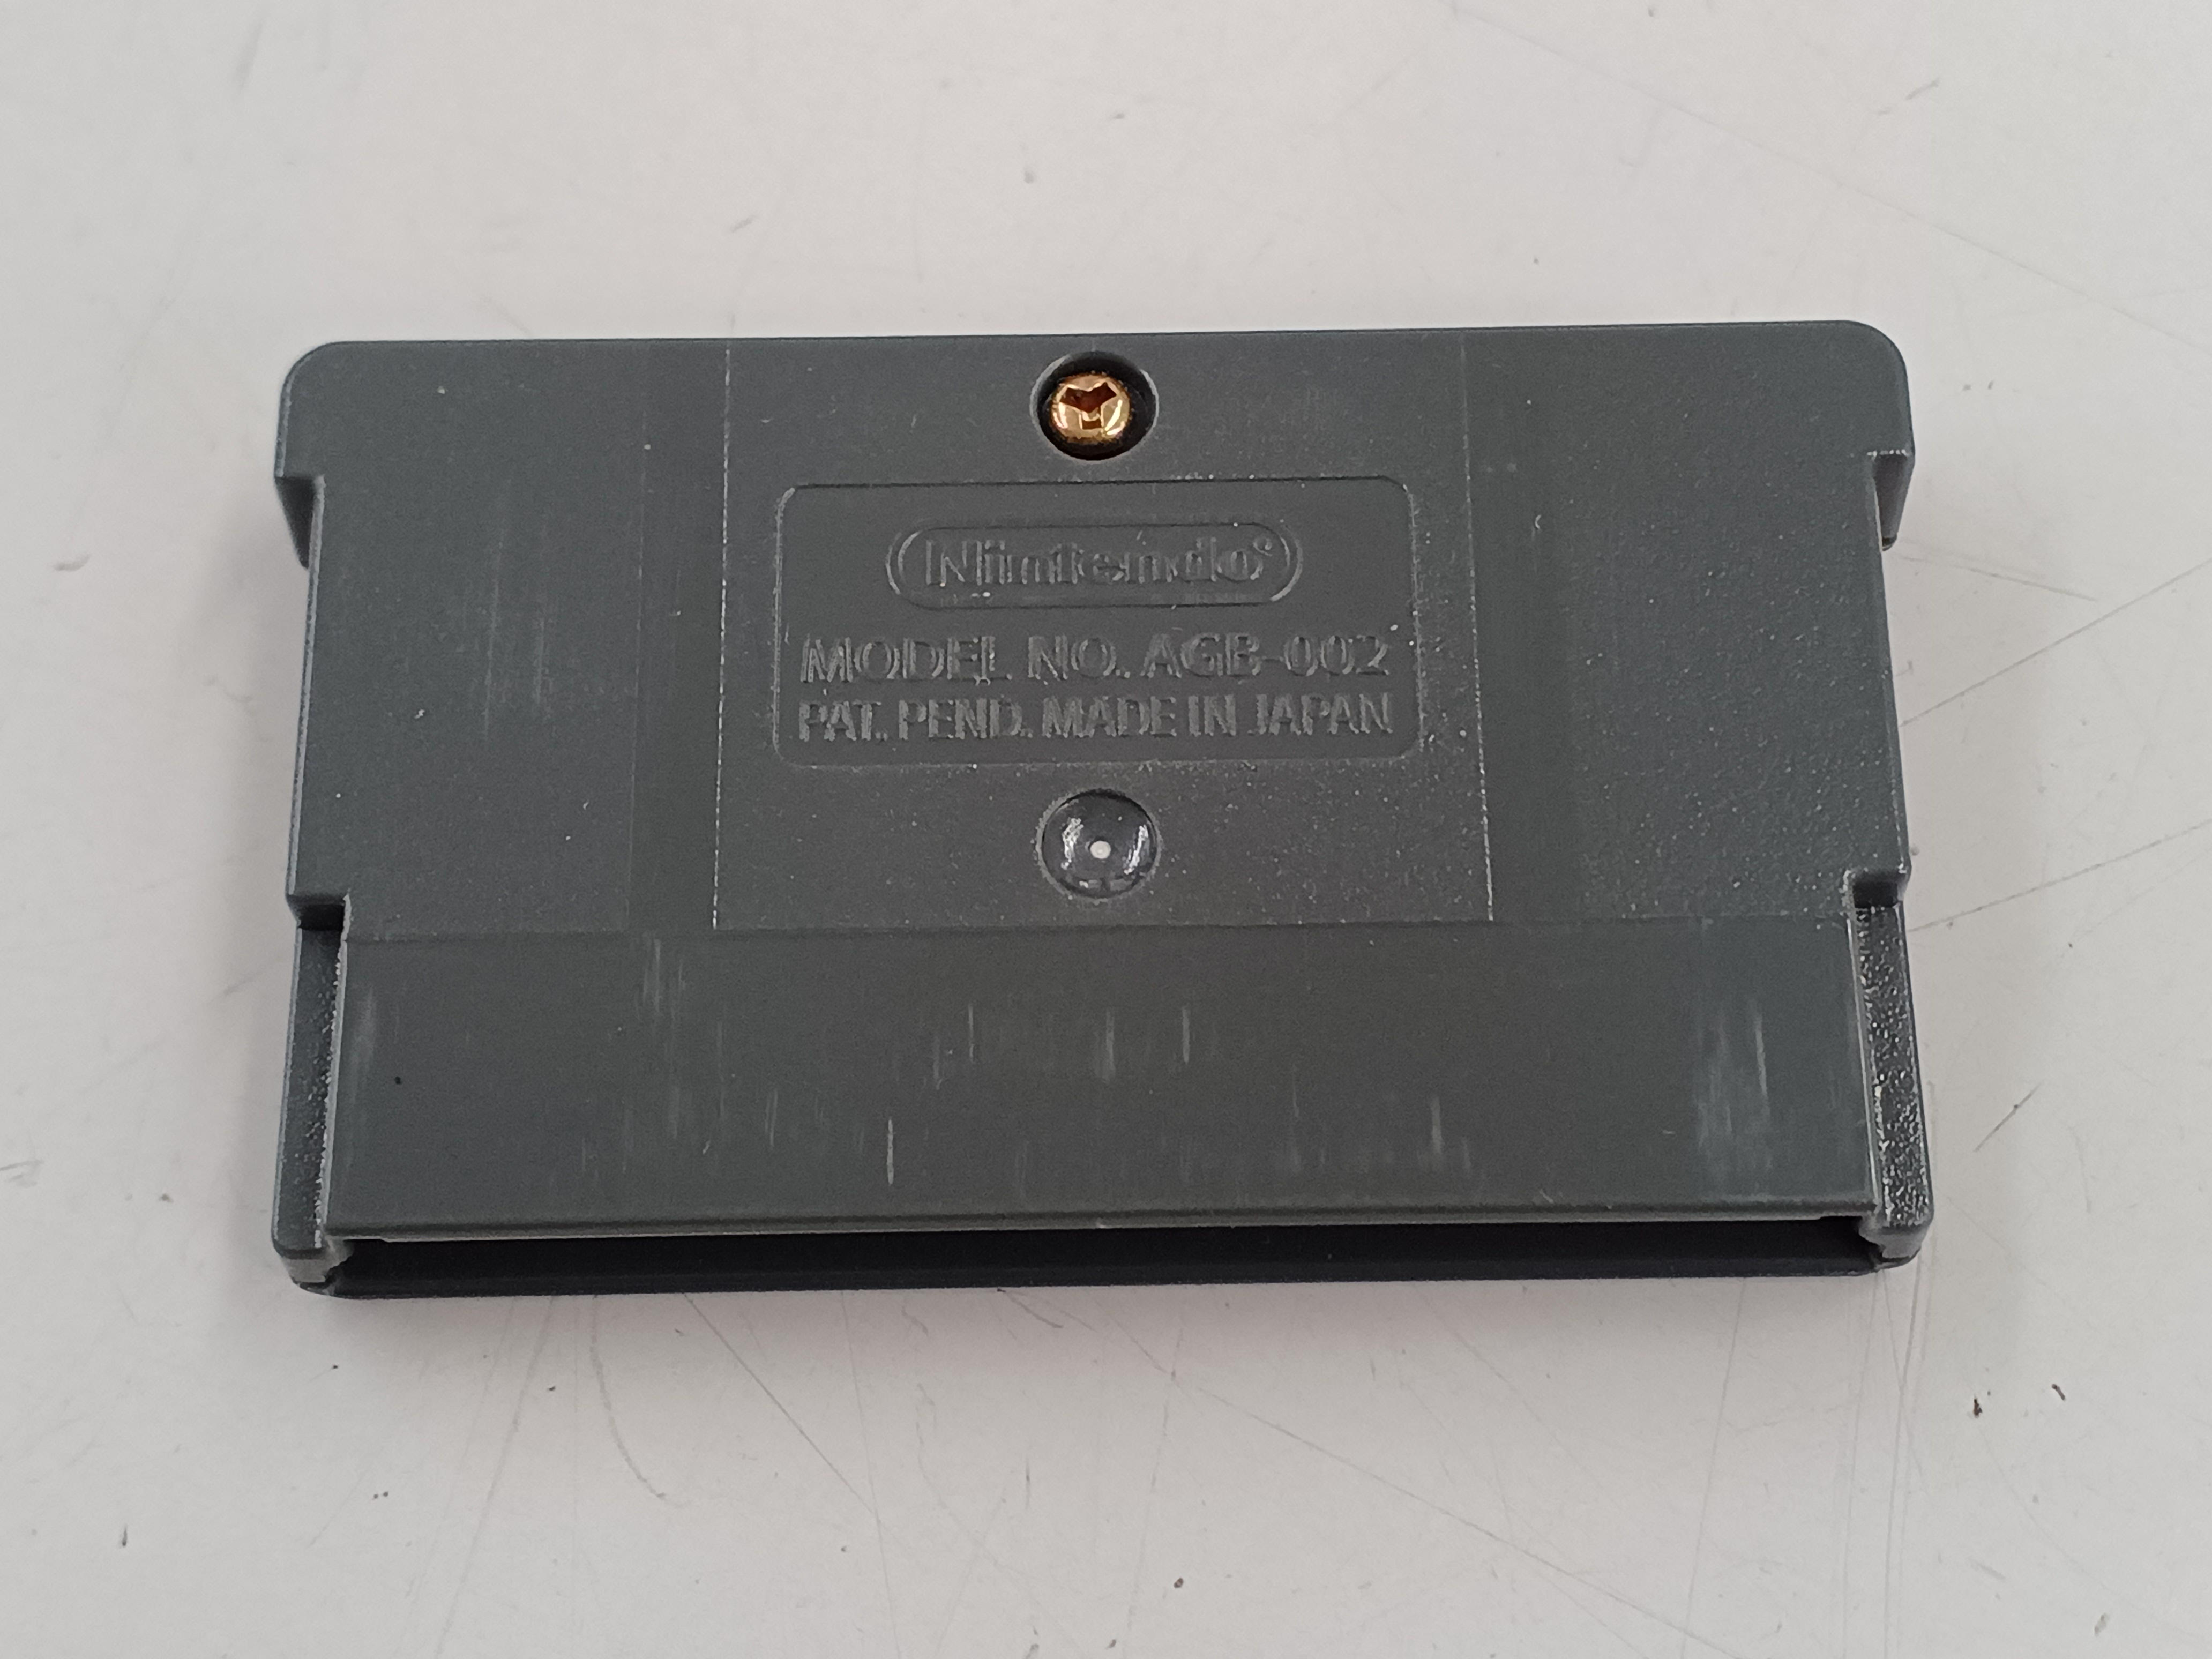 Nintendo®
MODEL NO. AGB-002
PAT. PEND. MADE IN JAPAN